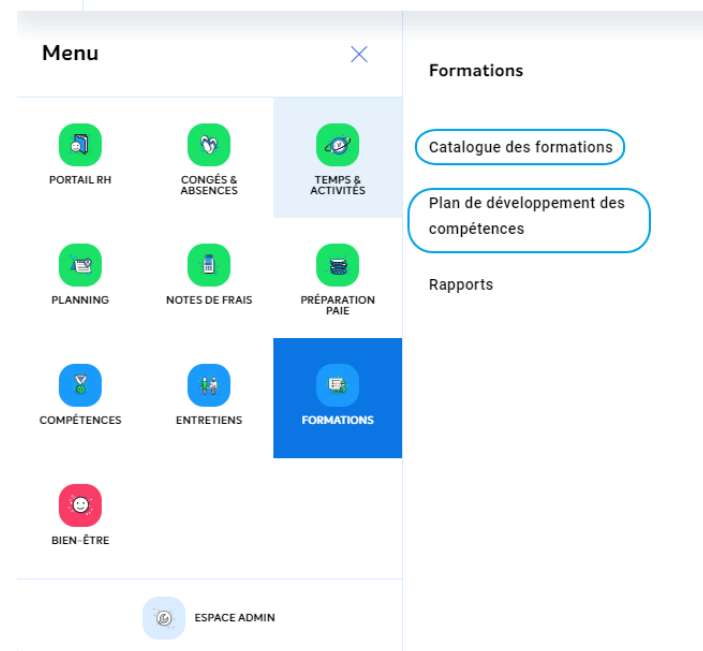 Menu
PORTAIL RH
CONGÉS &
ABSENCES
TEMPS &
ACTIVITÉS
PLANNING
NOTES DE FRAIS
PRÉPARATION
PAIE
COMPÉTENCES
ENTRETIENS
FORMATIONS
BIEN-ÊTRE
ESPACE ADMIN
Formations
Catalogue des formations
Plan de développement des
compétences
Rapports